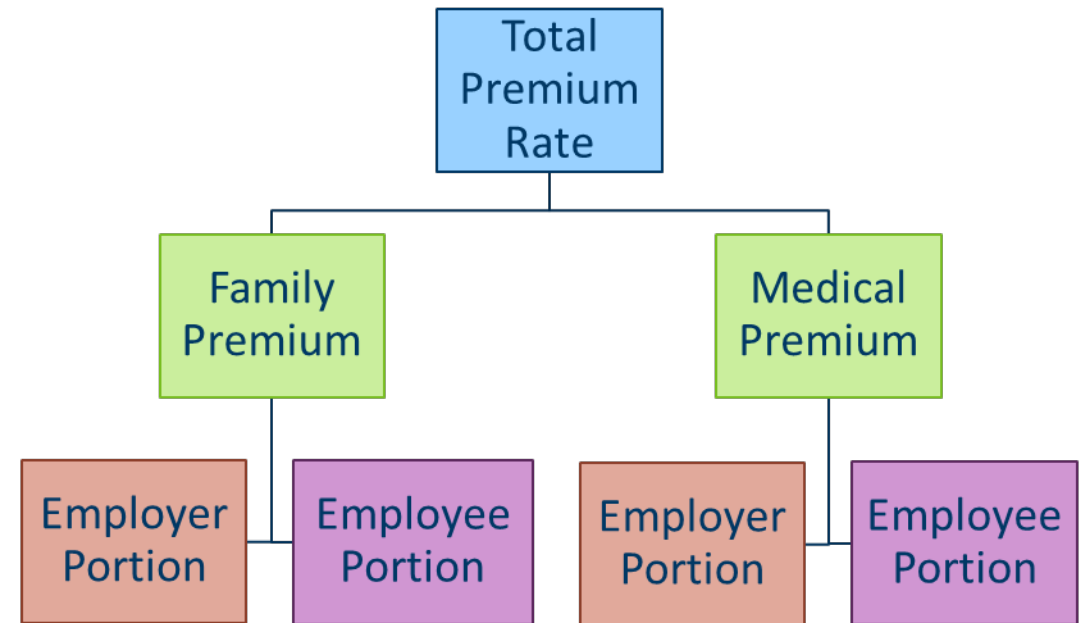 Total
Premium
Rate
Family
Premium
Medical
Premium
Employer
Portion
Employee
Portion
Employer
Portion
Employee
Portion